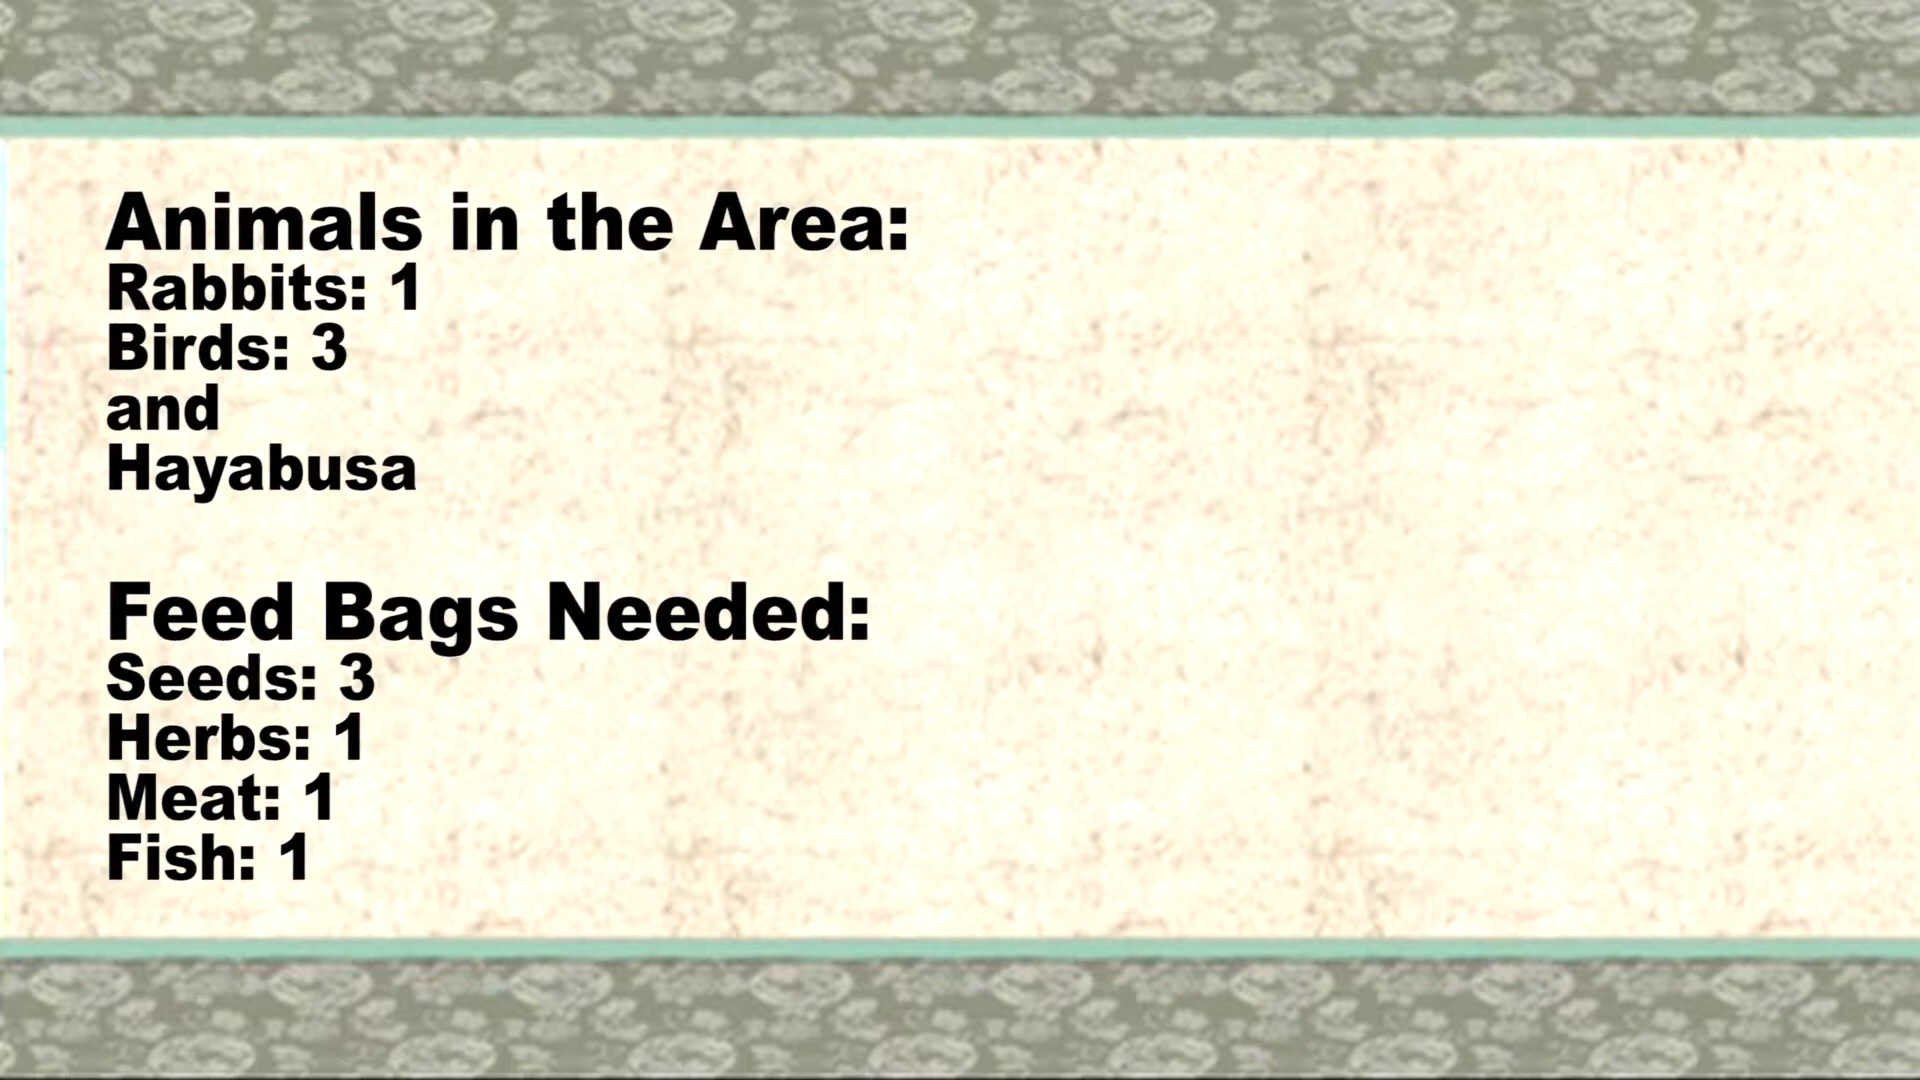 Animals in the Area:
Rabbits: 1
Birds: 3
and
Hayabusa
Feed Bags Needed:
Seeds: 3
Herbs: 1
Meat: 1
Fish: 1